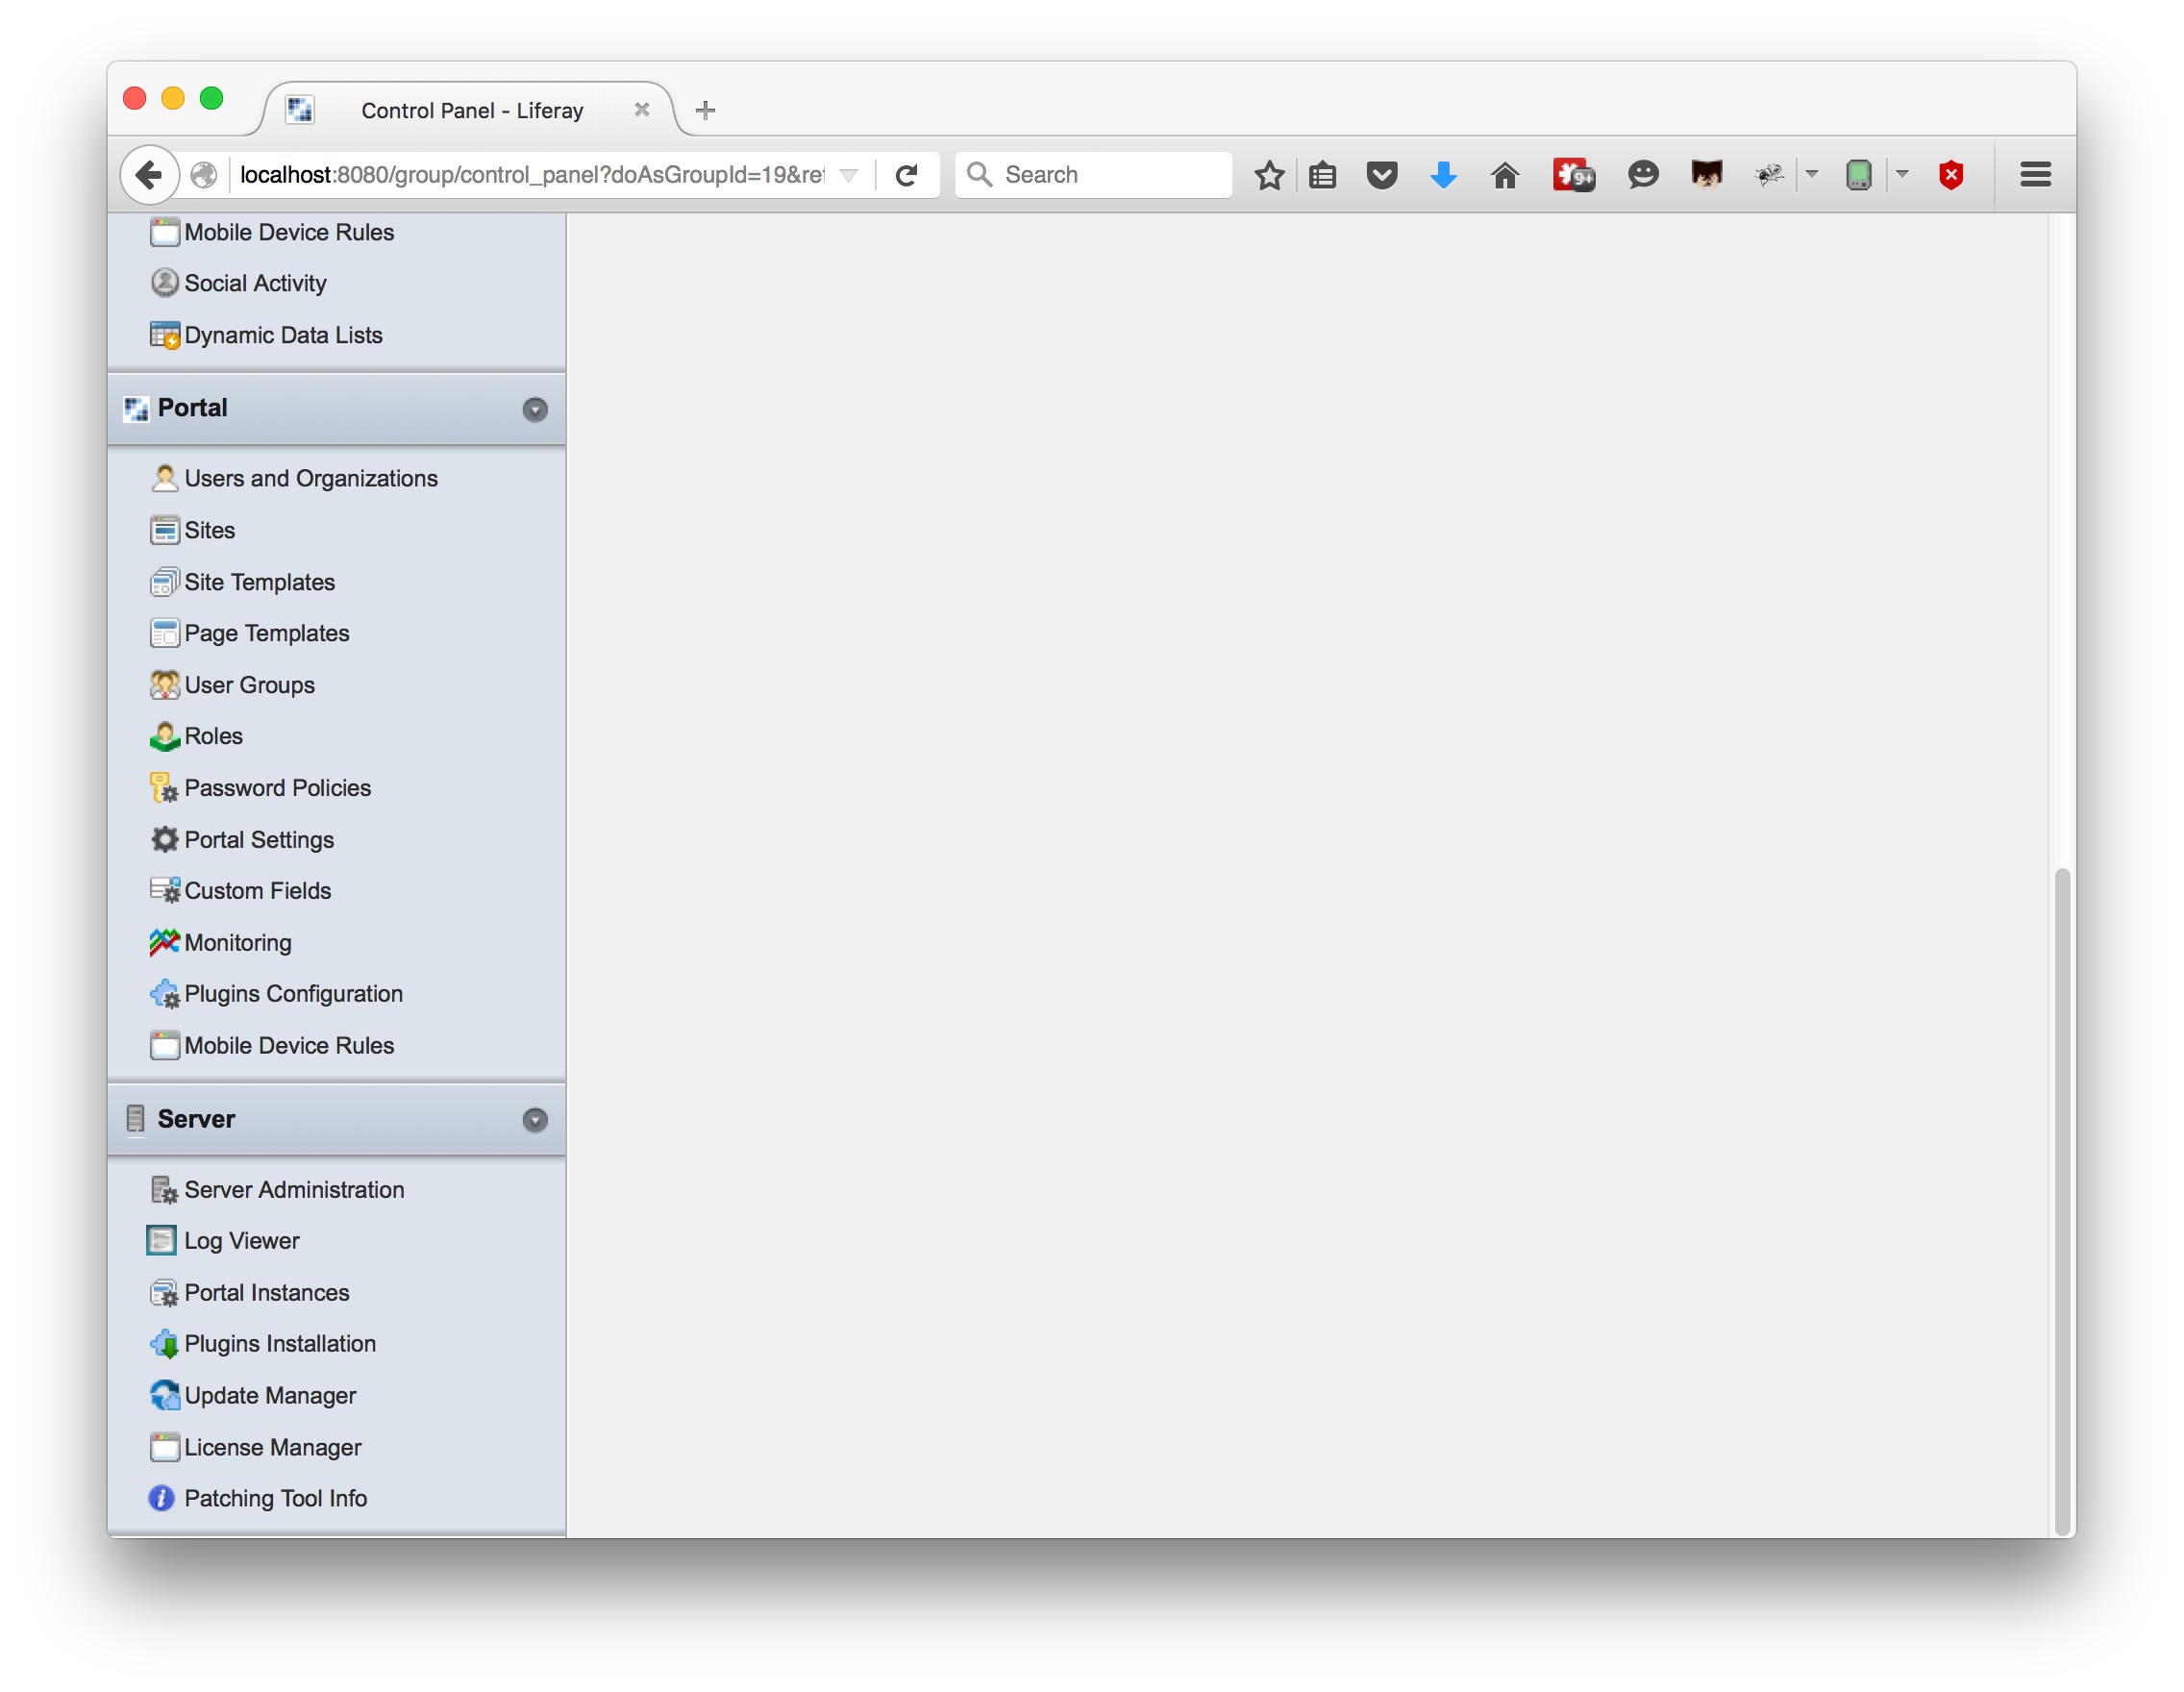 Control Panel - Liferay
localhost:8080/group/control_panel?doAsGroupId=19&ref
Search
9+
Mobile Device Rules
Social Activity
Dynamic Data Lists
Portal
Users and Organizations
Sites
Site Templates
Page Templates
User Groups
Roles
Password Policies
Portal Settings
Custom Fields
Monitoring
Plugins Configuration
Mobile Device Rules
Server
Server Administration
Log Viewer
Portal Instances
Plugins Installation
Update Manager
License Manager
Patching Tool Info